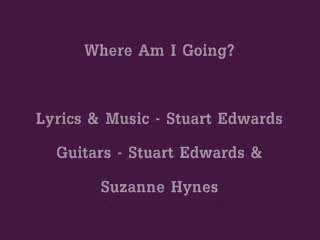 Where Am I Going?
Lyrics & Music - Stuart Edwards
Guitars - Stuart Edwards &
Suzanne Hynes